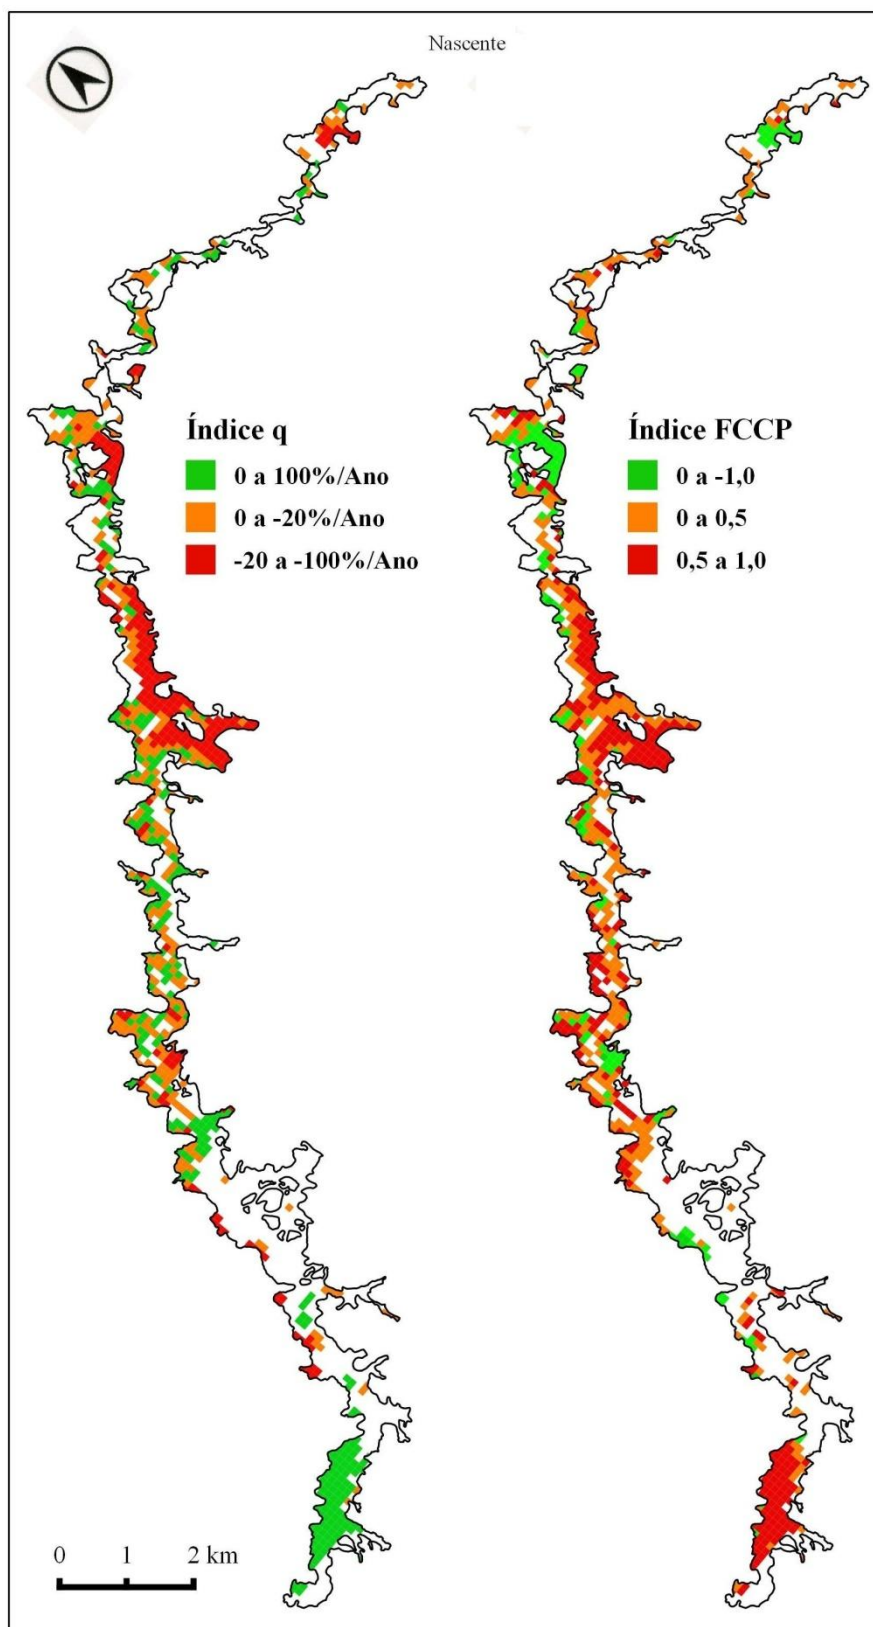 Nascente
Índice q
0 a 100%/Ano
0 a -20%/Ano
-20 a -100%/Ano
Índice FCCP
0 a -1,0
0 a 0,5
0,5 a 1,0
0 1 2 km